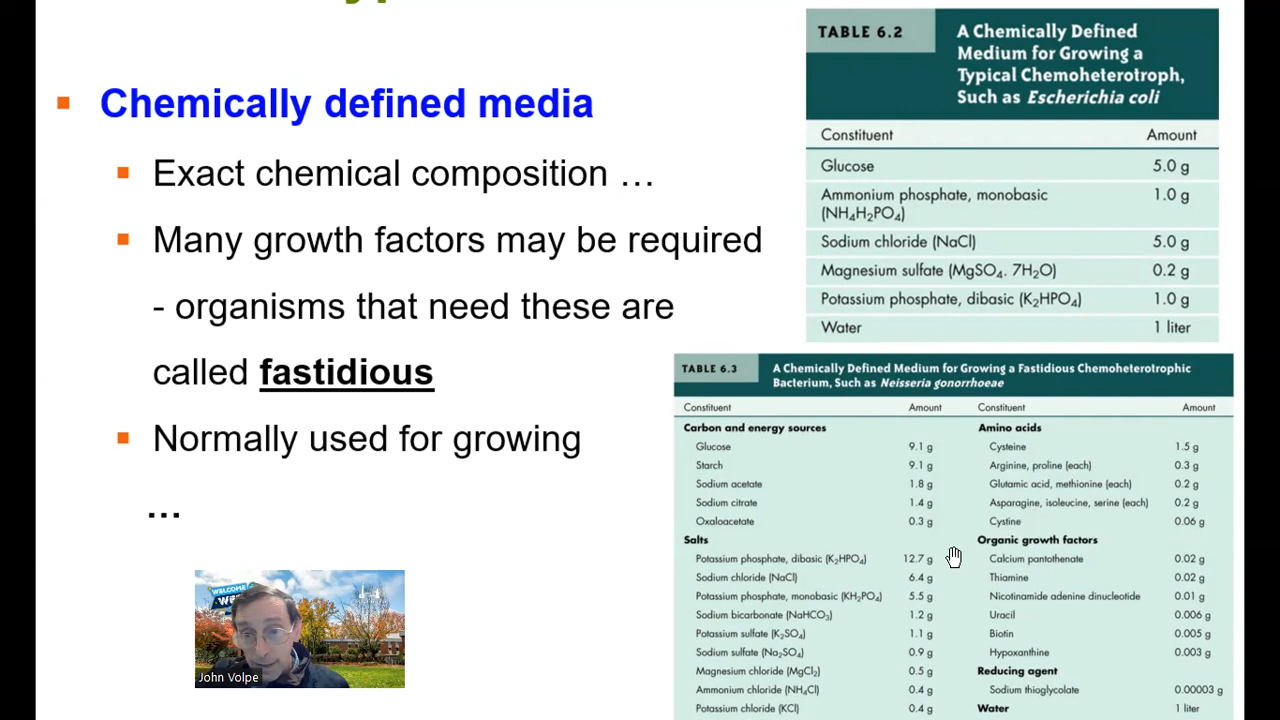 Chemically defined media
Exact chemical composition …
Many growth factors may be required
- organisms that need these are
called fastidious
Normally used for growing
…
TABLE 6.2
A Chemically Defined
Medium for Growing a
Typical Chemoheterotroph,
Such as Escherichia coli
Constituent Amount
Glucose 5.0 g
Ammonium phosphate, monobasic 1.0 g
(NH₄H₂PO₄)
Sodium chloride (NaCl) 5.0 g
Magnesium sulfate (MgSO₄. 7H₂O) 0.2 g
Potassium phosphate, dibasic (K₂HPO₄) 1.0 g
Water 1 liter
TABLE 6.3
A Chemically Defined Medium for Growing a Fastidious Chemoheterotrophic
Bacterium, Such as Neisseria gonorrhoeae
Constituent Amount Constituent Amount
Carbon and energy sources Amino acids
Glucose 9.1 g Cysteine 1.5 g
Starch 9.1 g Arginine, proline (each) 0.3 g
Sodium acetate 1.8 g Glutamic acid, methionine (each) 0.2 g
Sodium citrate 1.4 g Asparagine, isoleucine, serine (each) 0.2 g
Oxaloacetate 0.3 g Cystine 0.06 g
Salts Organic growth factors
Potassium phosphate, dibasic (K₂HPO₄) 12.7 g Calcium pantothenate 0.02 g
Sodium chloride (NaCl) 6.4 g Thiamine 0.02 g
Potassium phosphate, monobasic (KH₂PO₄) 5.5 g Nicotinamide adenine dinucleotide 0.01 g
Sodium bicarbonate (NaHCO₃) 1.2 g Uracil 0.006 g
Potassium sulfate (K₂SO₄) 1.1 g Biotin 0.005 g
Sodium sulfate (Na₂SO₄) 0.9 g Hypoxanthine 0.003 g
Magnesium chloride (MgCl₂) 0.5 g Reducing agent
Ammonium chloride (NH₄Cl) 0.4 g Sodium thioglycolate 0.00003 g
Potassium chloride (KCl) 0.4 g Water 1 liter
WELCOME
John Volpe